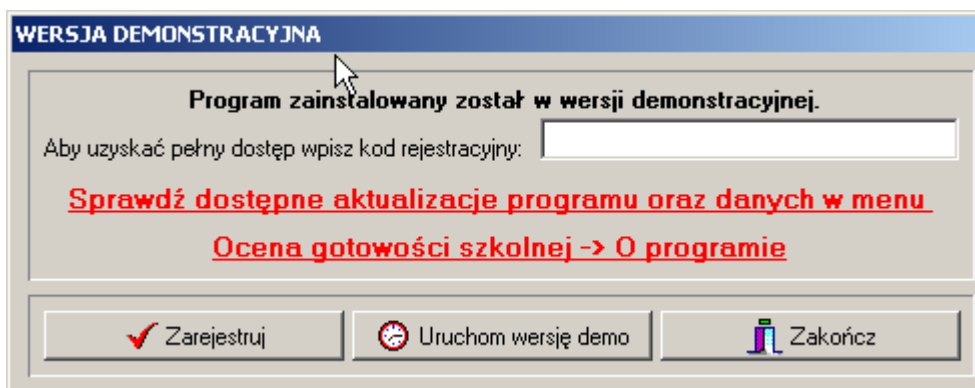 WERSJA DEMONSTRACYJNA
Program zainstalowany został w wersji demonstracyjnej.
Aby uzyskać pełny dostęp wpisz kod rejestracyjny:
Sprawdź dostępne aktualizacje programu oraz danych w menu
Ocena gotowości szkolnej -> O programie
Zarejestruj Uruchom wersję demo Zakończ